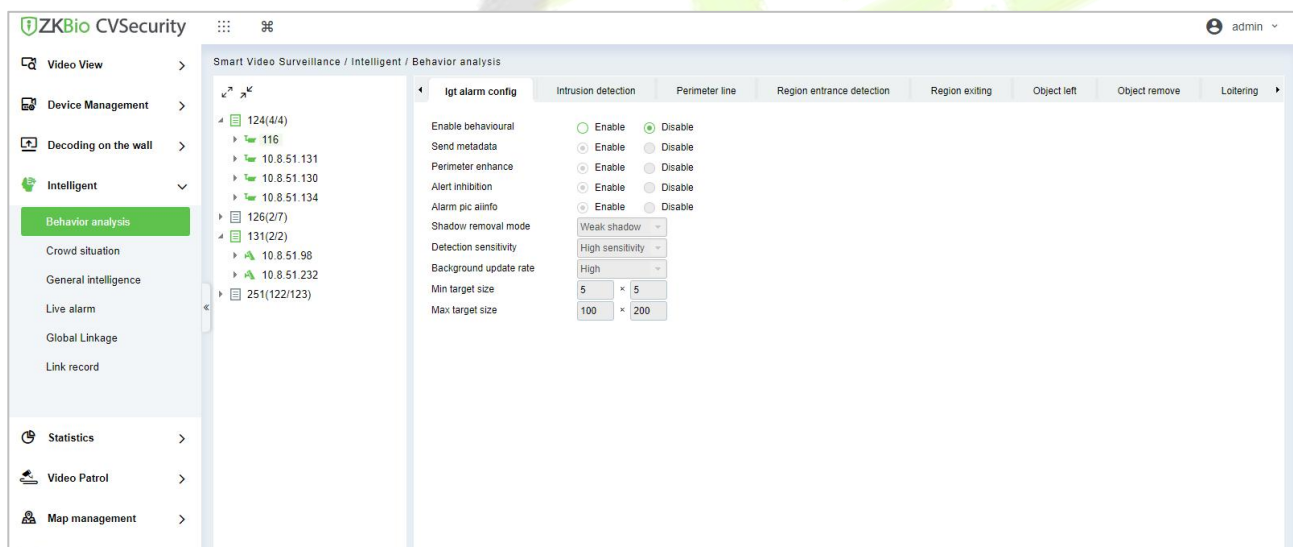 ZKBio CVSecurity
admin
Video View
Device Management
Decoding on the wall
Intelligent
Behavior analysis
Crowd situation
General intelligence
Live alarm
Global Linkage
Link record
Statistics
Video Patrol
Map management
Smart Video Surveillance / Intelligent / Behavior analysis
124(4/4)
116
10.8.51.131
10.8.51.130
10.8.51.134
126(2/7)
131(2/2)
10.8.51.98
10.8.51.232
251(122/123)
Igt alarm config Intrusion detection Perimeter line Region entrance detection Region exiting Object left Object remove Loitering
Enable behavioural Enable Disable
Send metadata Enable Disable
Perimeter enhance Enable Disable
Alert inhibition Enable Disable
Alarm pic aiinfo Enable Disable
Shadow removal mode Weak shadow
Detection sensitivity High sensitivity
Background update rate High
Min target size 5 × 5
Max target size 100 × 200